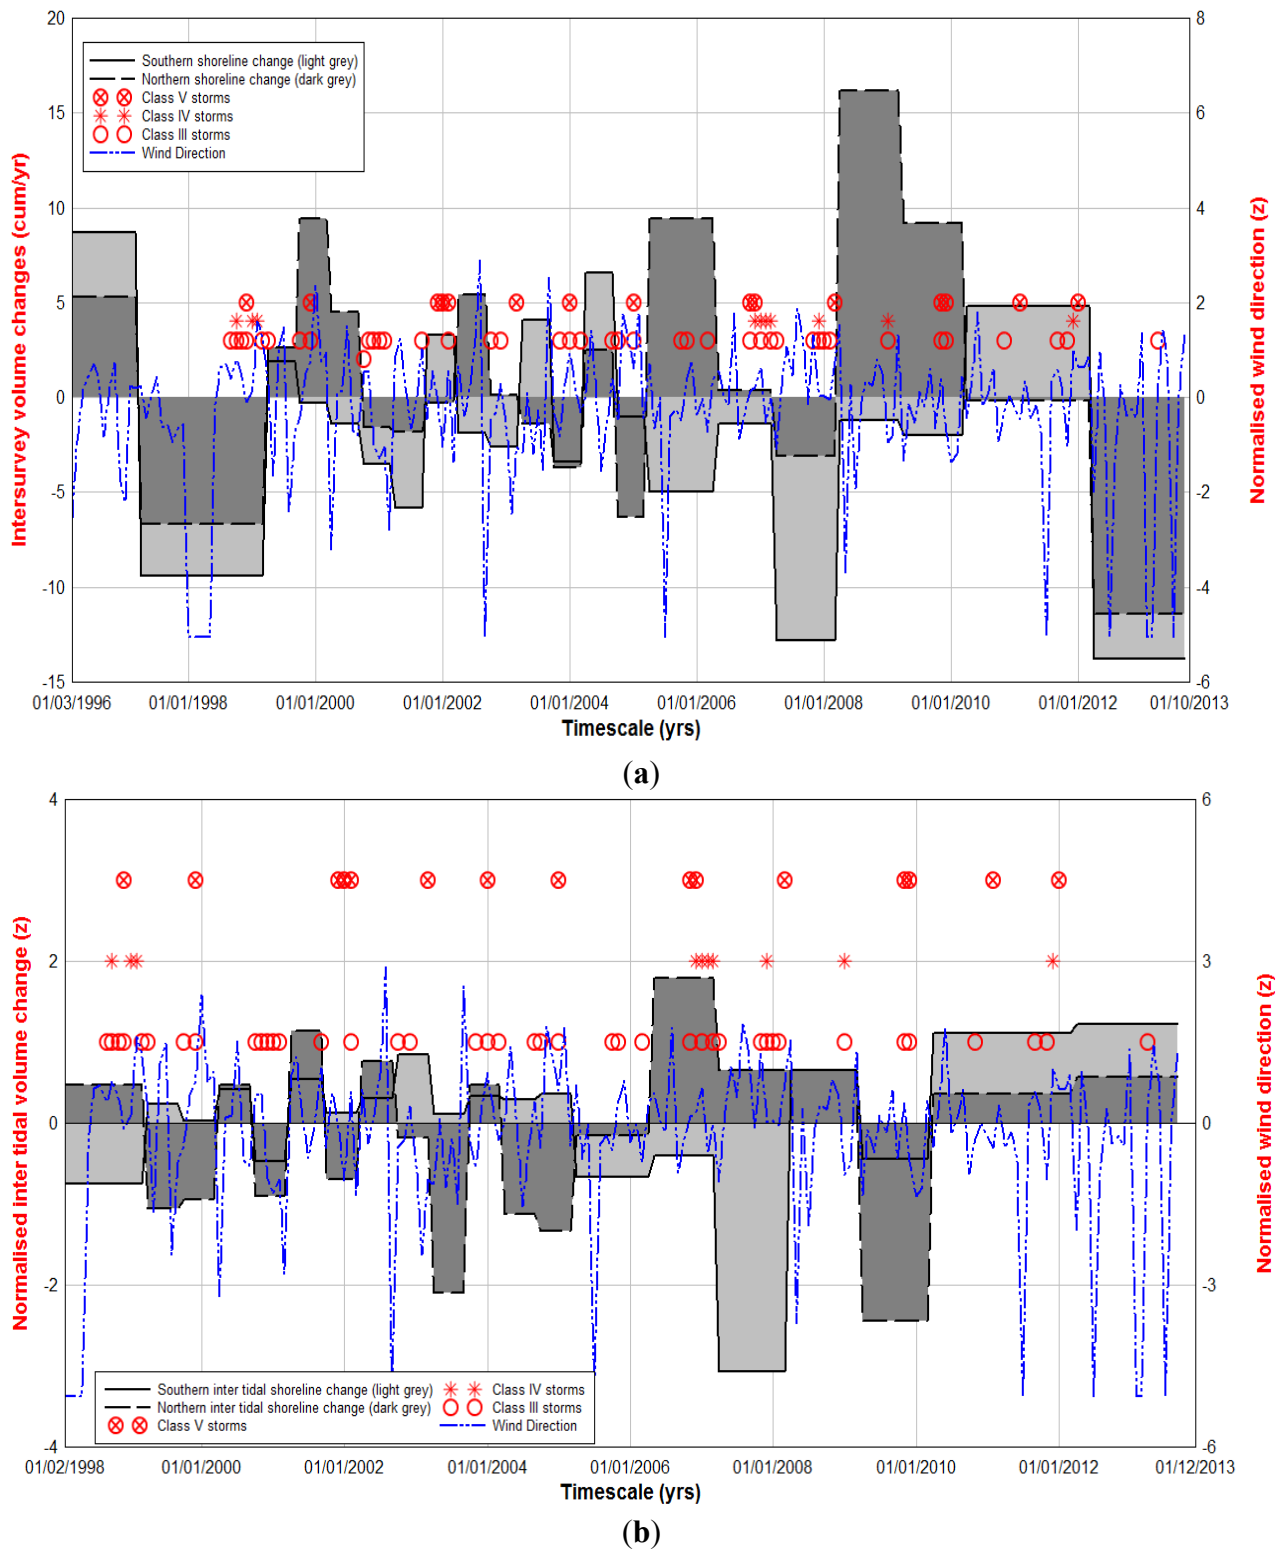 20
15
10
5
0
-5
-10
-15
8
6
4
2
0
-2
-4
-6
Intersurvey volume changes (cum/yr)
Normalised wind direction (z)
Southern shoreline change (light grey)
Northern shoreline change (dark grey)
Class V storms
Class IV storms
Class III storms
Wind Direction
01/03/1996 01/01/1998 01/01/2000 01/01/2002 01/01/2004 01/01/2006 01/01/2008 01/01/2010 01/01/2012 01/10/2013
Timescale (yrs)
(a)
4
2
0
-2
-4
6
3
0
-3
-6
Normalised inter tidal volume change (z)
Normalised wind direction (z)
Southern inter tidal shoreline change (light grey) Class IV storms
Northern inter tidal shoreline change (dark grey) Class III storms
Class V storms Wind Direction
01/02/1998 01/01/2000 01/01/2002 01/01/2004 01/01/2006 01/01/2008 01/01/2010 01/01/2012 01/12/2013
Timescale (yrs)
(b)